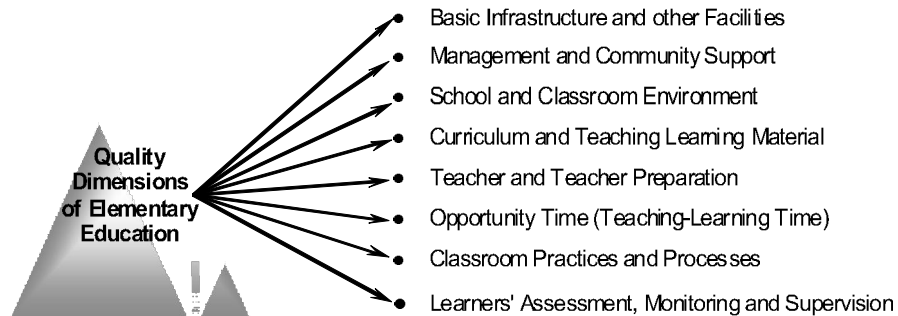 Quality
Dimensions
of Elementary
Education
Basic Infrastructure and other Facilities
Management and Community Support
School and Classroom Environment
Curriculum and Teaching Learning Material
Teacher and Teacher Preparation
Opportunity Time (Teaching-Learning Time)
Classroom Practices and Processes
Learners' Assessment, Monitoring and Supervision